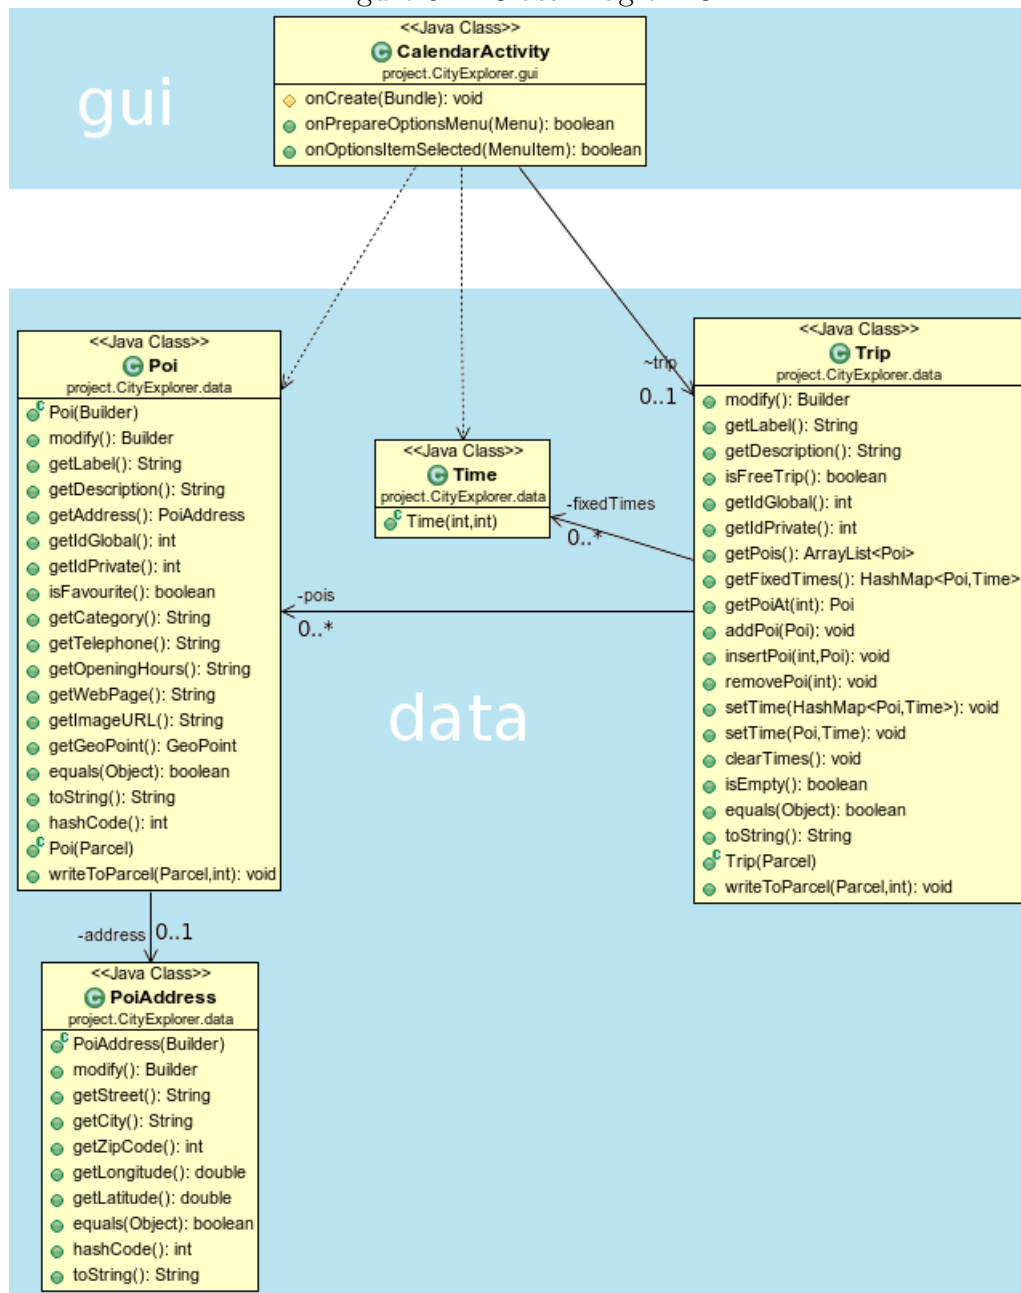 <<Java Class>>
CalendarActivity
project.CityExplorer.gui
onCreate(Bundle): void
onPrepareOptionsMenu(Menu): boolean
onOptionsItemSelected(MenuItem): boolean
gui
<<Java Class>>
Poi
project.CityExplorer.data
Poi(Builder)
modify(): Builder
getLabel(): String
getDescription(): String
getAddress(): PoiAddress
getIdGlobal(): int
getIdPrivate(): int
isFavourite(): boolean
getCategory(): String
getTelephone(): String
getOpeningHours(): String
getWebPage(): String
getImageURL(): String
getGeoPoint(): GeoPoint
equals(Object): boolean
toString(): String
hashCode(): int
Poi(Parcel)
writeToParcel(Parcel,int): void
<<Java Class>>
Time
project.CityExplorer.data
Time(int,int)
~trip
0..1
-fixedTimes
0..*
-pois
0..*
<<Java Class>>
Trip
project.CityExplorer.data
modify(): Builder
getLabel(): String
getDescription(): String
isFreeTrip(): boolean
getIdGlobal(): int
getIdPrivate(): int
getPois(): ArrayList<Poi>
getFixedTimes(): HashMap<Poi,Time>
getPoiAt(int): Poi
addPoi(Poi): void
insertPoi(int,Poi): void
removePoi(int): void
setTime(HashMap<Poi,Time>): void
setTime(Poi,Time): void
clearTimes(): void
isEmpty(): boolean
equals(Object): boolean
toString(): String
Trip(Parcel)
writeToParcel(Parcel,int): void
data
-address
0..1
<<Java Class>>
PoiAddress
project.CityExplorer.data
PoiAddress(Builder)
modify(): Builder
getStreet(): String
getCity(): String
getZipCode(): int
getLongitude(): double
getLatitude(): double
equals(Object): boolean
hashCode(): int
toString(): String